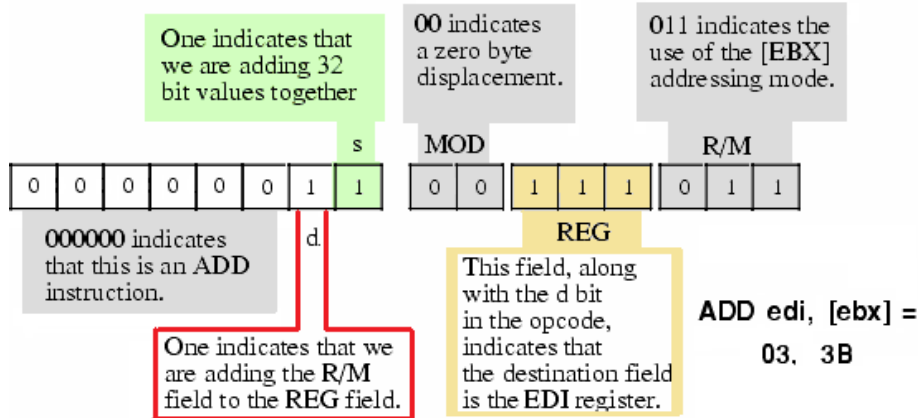 One indicates that
we are adding 32
bit values together
00 indicates
a zero byte
displacement.
011 indicates the
use of the [EBX]
addressing mode.
s MOD R/M
0 0 0 0 0 0 1 1 0 0 1 1 1 0 1 1
000000 indicates
that this is an ADD
instruction.
d
REG
One indicates that we
are adding the R/M
field to the REG field.
This field, along
with the d bit
in the opcode,
indicates that
the destination field
is the EDI register.
ADD edi, [ebx] =
03, 3B